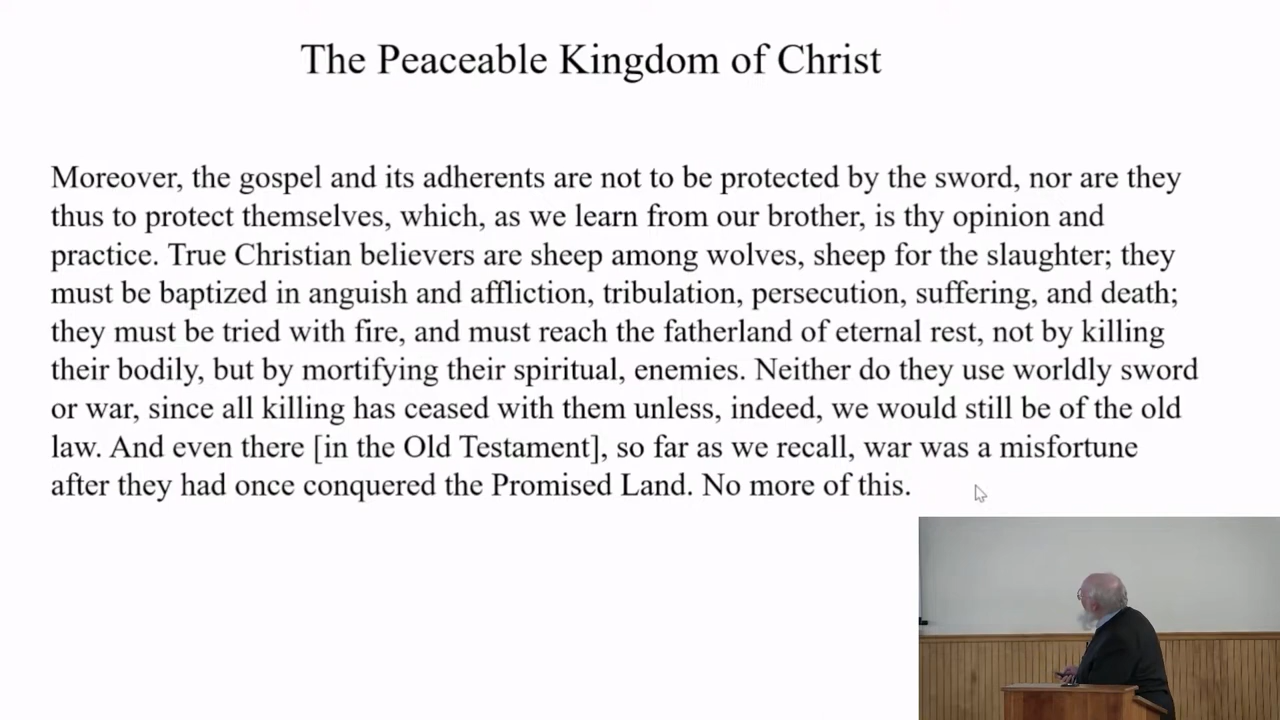 The Peaceable Kingdom of Christ
Moreover, the gospel and its adherents are not to be protected by the sword, nor are they
thus to protect themselves, which, as we learn from our brother, is thy opinion and
practice. True Christian believers are sheep among wolves, sheep for the slaughter; they
must be baptized in anguish and affliction, tribulation, persecution, suffering, and death;
they must be tried with fire, and must reach the fatherland of eternal rest, not by killing
their bodily, but by mortifying their spiritual, enemies. Neither do they use worldly sword
or war, since all killing has ceased with them unless, indeed, we would still be of the old
law. And even there [in the Old Testament], so far as we recall, war was a misfortune
after they had once conquered the Promised Land. No more of this.